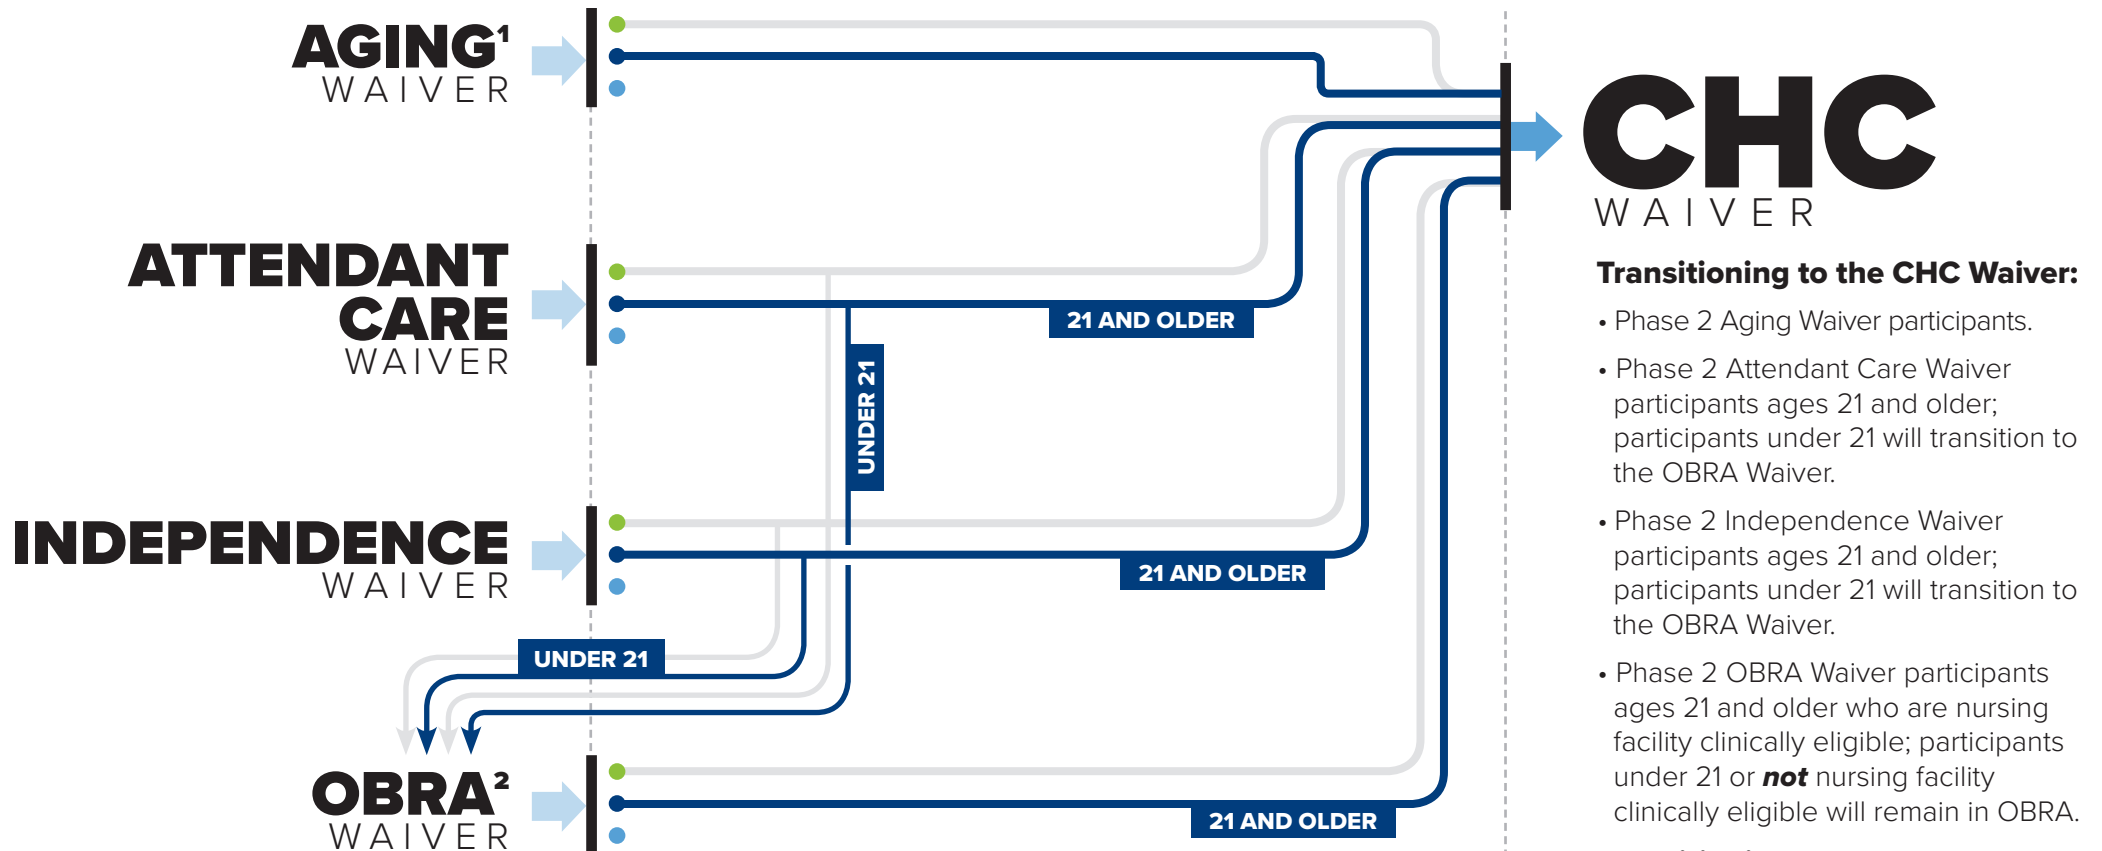 AGING¹
WAIVER
ATTENDANT
CARE
WAIVER
INDEPENDENCE
WAIVER
OBRA²
WAIVER
21 AND OLDER
UNDER 21
21 AND OLDER
UNDER 21
21 AND OLDER
CHC
WAIVER
Transitioning to the CHC Waiver:
• Phase 2 Aging Waiver participants.
• Phase 2 Attendant Care Waiver
participants ages 21 and older;
participants under 21 will transition to
the OBRA Waiver.
• Phase 2 Independence Waiver
participants ages 21 and older;
participants under 21 will transition to
the OBRA Waiver.
• Phase 2 OBRA Waiver participants
ages 21 and older who are nursing
facility clinically eligible; participants
under 21 or not nursing facility
clinically eligible will remain in OBRA.